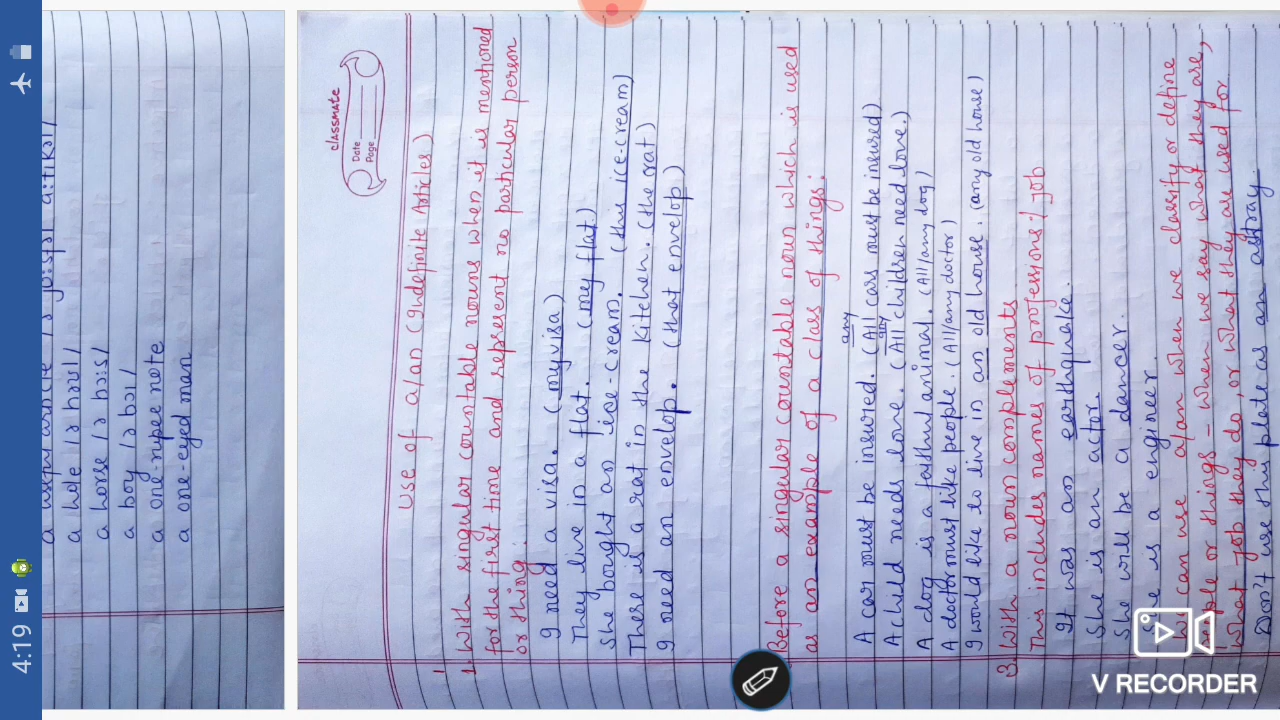 a useful article
a hole /ə həʊl/
a horse /ə hɔ:s/
a boy /ə bɔɪ/
a one-rupee note
a one-eyed man
classmate
Date
Page
Use of a/an (Indefinite Articles)
1. With singular countable nouns when it is mentioned
for the first time and represent no particular person
or thing.
I need a visa. (my visa)
They live in a flat. (my flat)
She bought an ice-cream. (this ice-cream)
There is a rat in the kitchen. (the rat)
I need an envelop. (that envelop)
Before a singular countable noun which is used
as an example of a class of things:
any
A car must be insured. (All cars must be insured)
any
A child needs love. (All children need love.)
A dog is a faithful animal. (All/any dog)
A doctor must like people. (All/any doctor)
I would like to live in an old house. (any old house)
3. With a noun complements
This includes names of professions/job
It was an earthquake.
She is an actor.
She will be a dancer.
is a engineer.
can use a/an when we classify or define
people or things - when we say what they are,
what job they do, or what they are used for
Don't use this plate as an astray.
4:19
V RECORDER